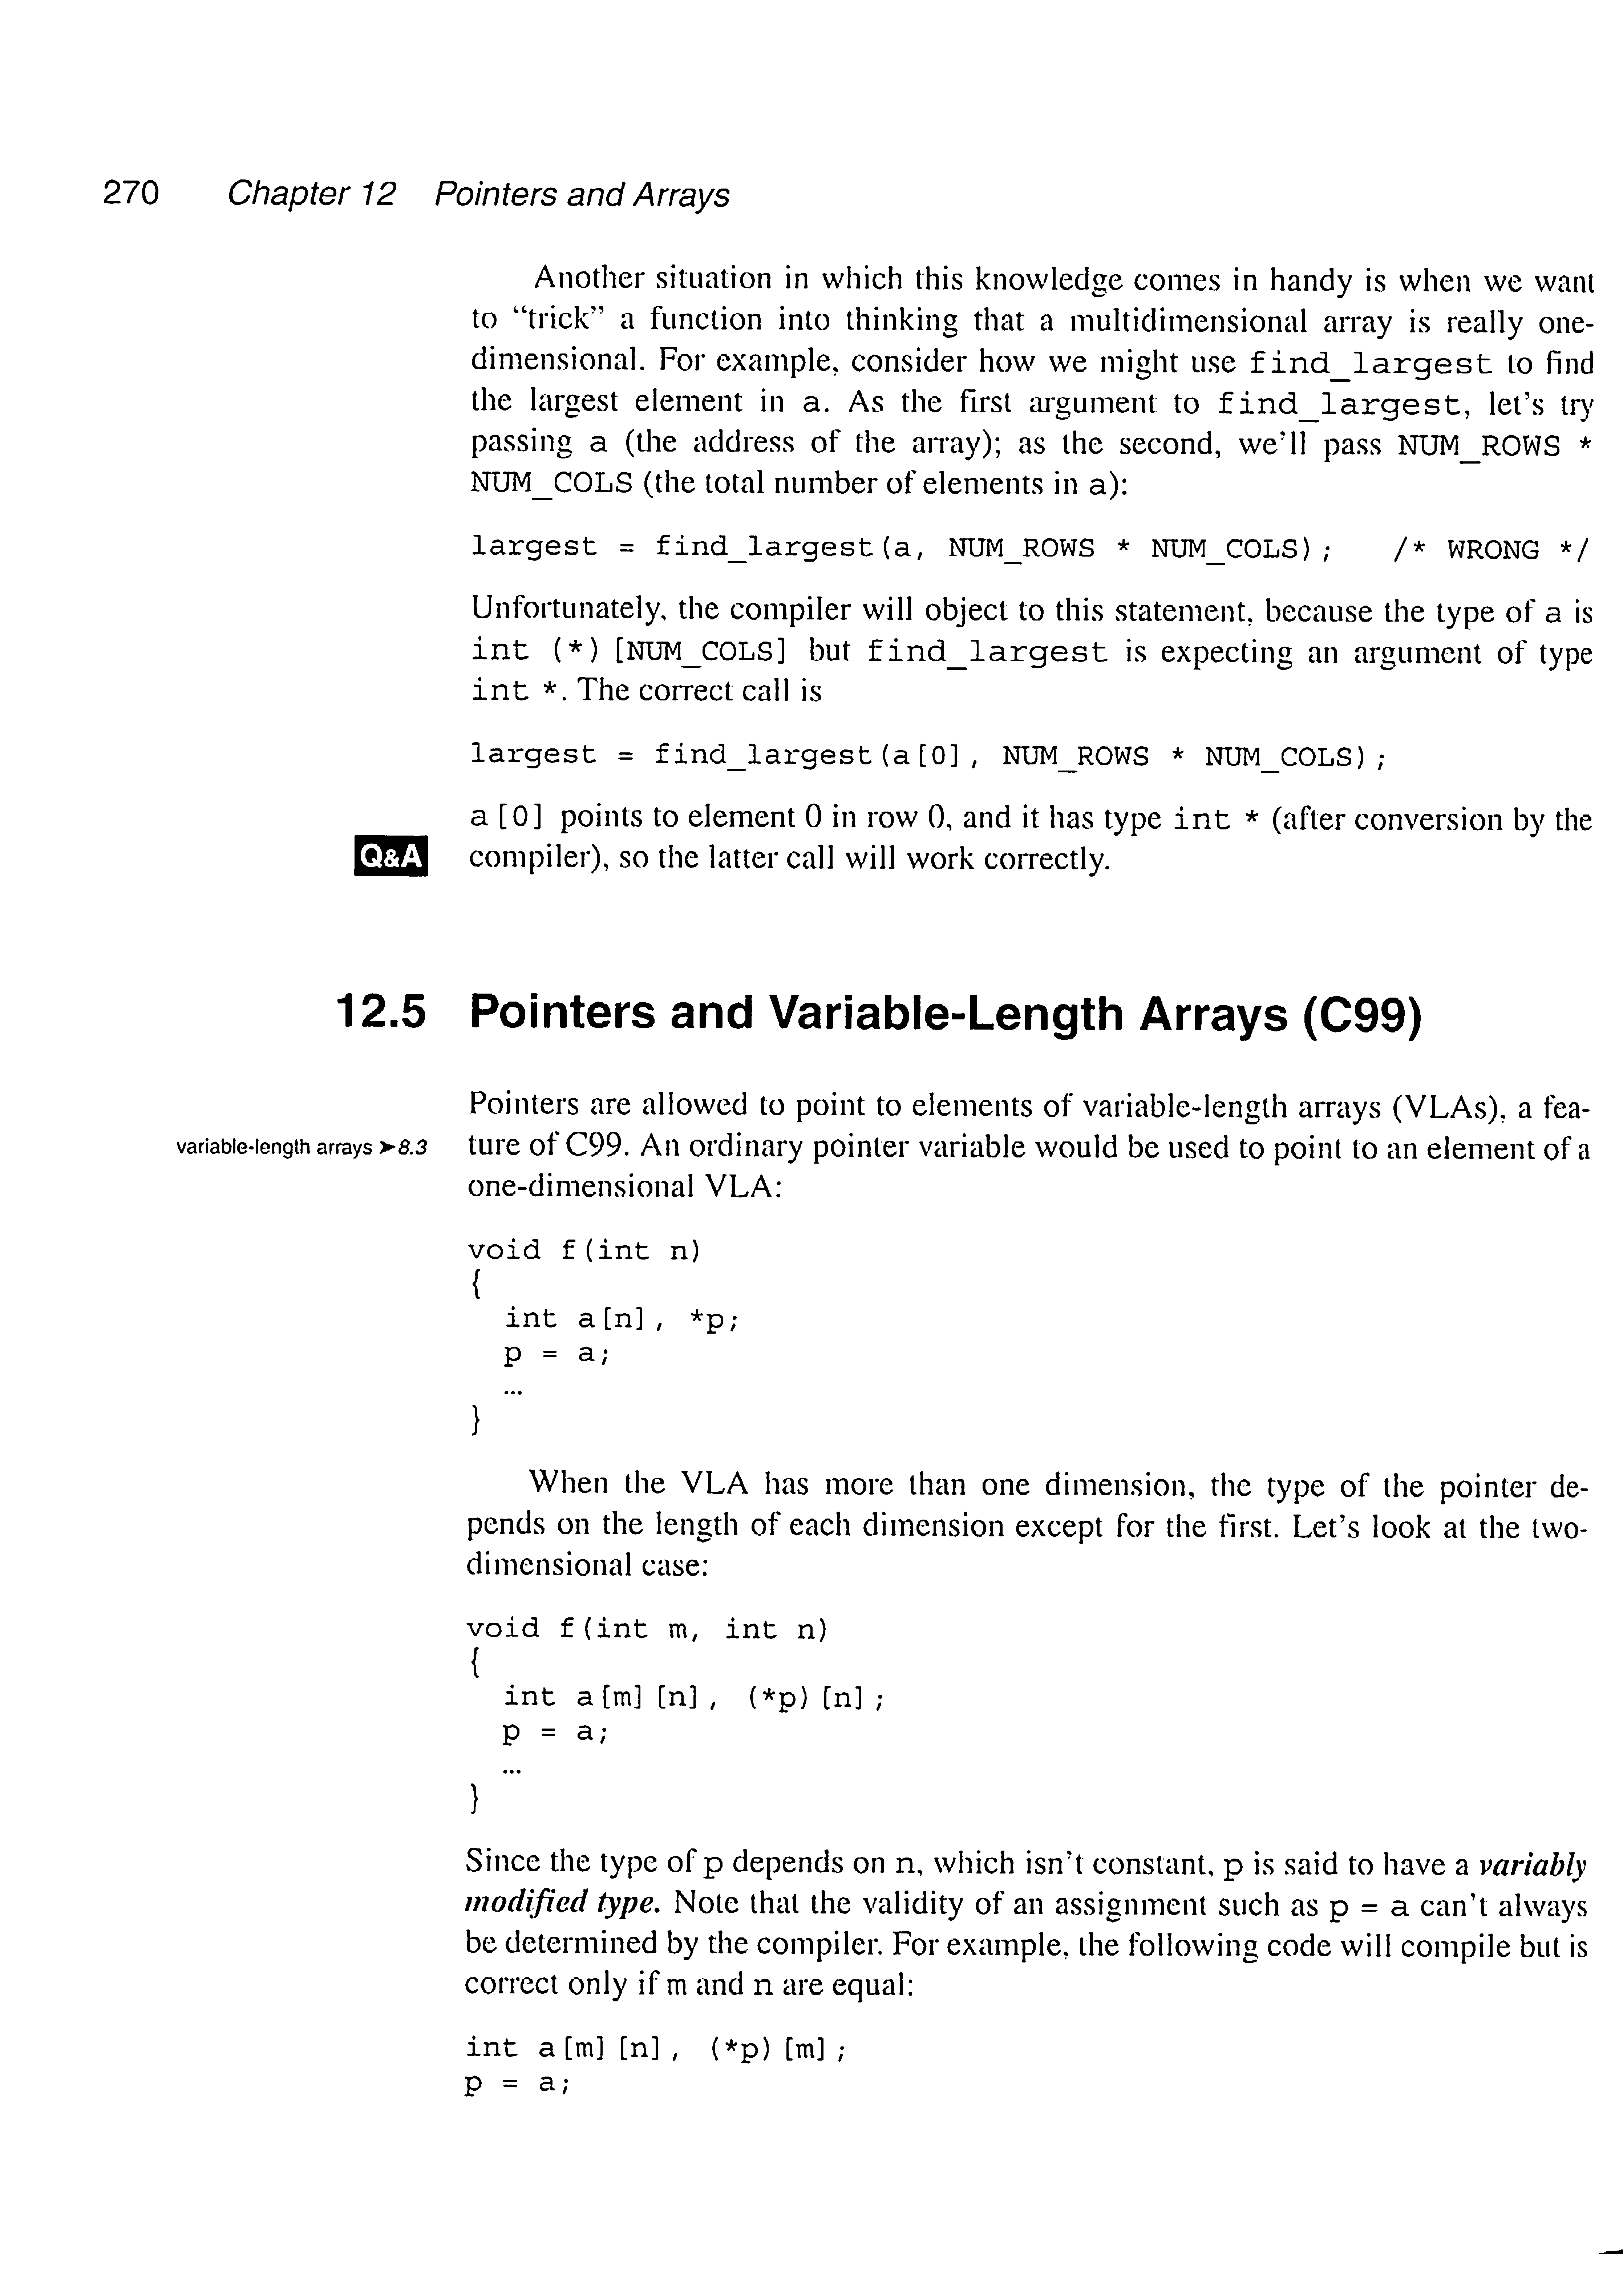 270 Chapter 12 Pointers and Arrays
Another situation in which this knowledge comes in handy is when we want
to “trick” a function into thinking that a multidimensional array is really one-
dimensional. For example, consider how we might use find_largest to find
the largest element in a. As the first argument to find_largest, let’s try
passing a (the address of the array); as the second, we’ll pass NUM_ROWS *
NUM_COLS (the total number of elements in a):
largest = find_largest(a, NUM_ROWS * NUM_COLS);   /* WRONG */
Unfortunately, the compiler will object to this statement, because the type of a is
int (*) [NUM_COLS] but find_largest is expecting an argument of type
int *. The correct call is
largest = find_largest(a[0], NUM_ROWS * NUM_COLS);
a[0] points to element 0 in row 0, and it has type int * (after conversion by the
Q&A compiler), so the latter call will work correctly.
12.5 Pointers and Variable-Length Arrays (C99)
Pointers are allowed to point to elements of variable-length arrays (VLAs), a fea-
variable-length arrays ➤8.3 ture of C99. An ordinary pointer variable would be used to point to an element of a
one-dimensional VLA:
void f(int n)
{
  int a[n], *p;
  p = a;
  …
}
When the VLA has more than one dimension, the type of the pointer de-
pends on the length of each dimension except for the first. Let’s look at the two-
dimensional case:
void f(int m, int n)
{
  int a[m][n], (*p)[n];
  p = a;
  …
}
Since the type of p depends on n, which isn’t constant, p is said to have a variably
modified type. Note that the validity of an assignment such as p = a can’t always
be determined by the compiler. For example, the following code will compile but is
correct only if m and n are equal:
int a[m][n], (*p)[m];
p = a;